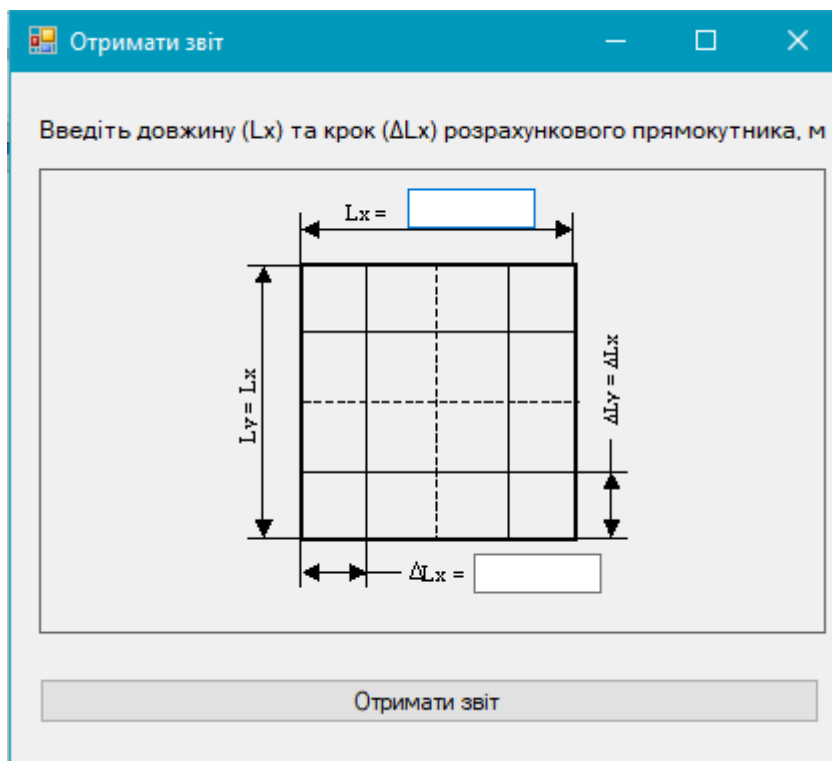 Отримати звіт
Введіть довжину (Lx) та крок (ΔLx) розрахункового прямокутника, м
Lx =
Ly = Lx
ΔLy = ΔLx
ΔLx =
Отримати звіт